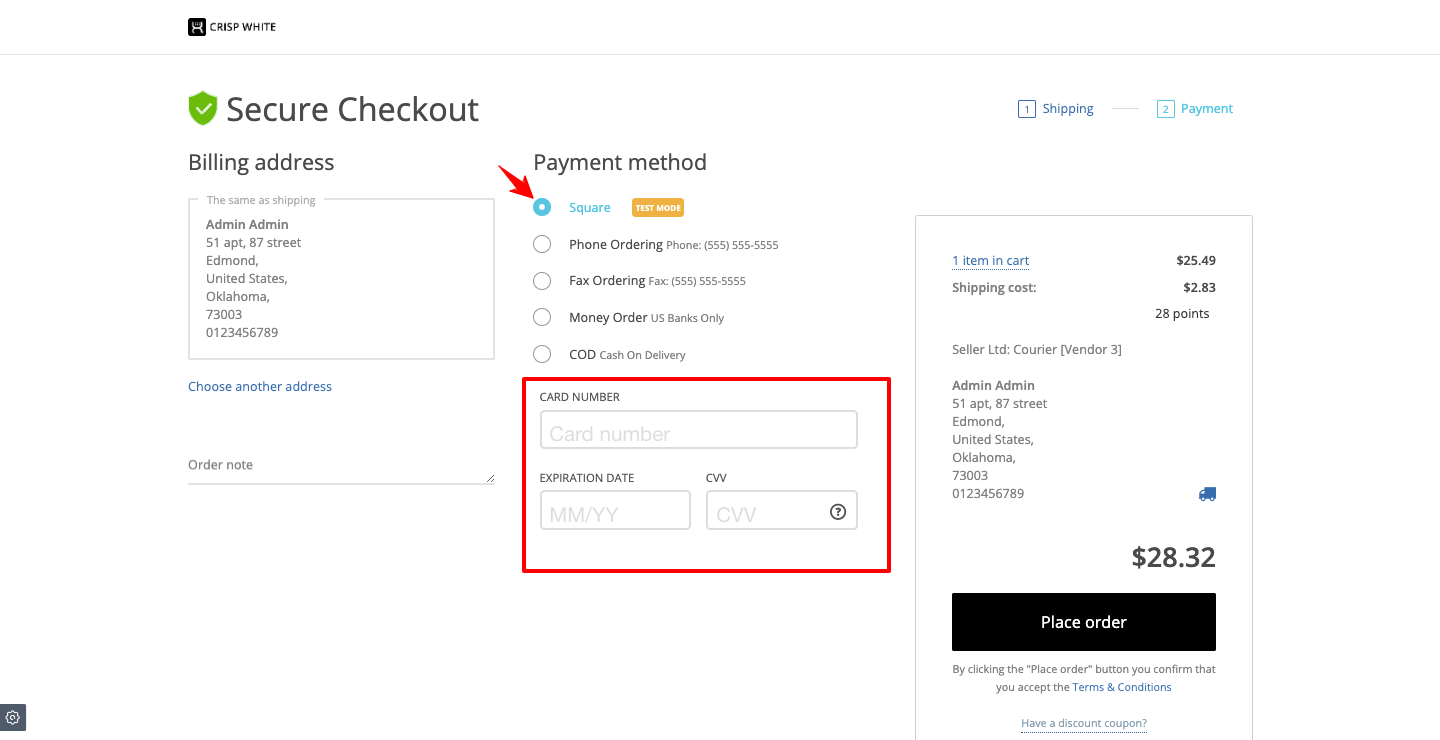 CRISP WHITE
Secure Checkout
1 Shipping
2 Payment
Billing address
The same as shipping
Admin Admin
51 apt, 87 street
Edmond,
United States,
Oklahoma,
73003
0123456789
Choose another address
Order note
Payment method
Square TEST MODE
Phone Ordering Phone: (555) 555-5555
Fax Ordering Fax: (555) 555-5555
Money Order US Banks Only
COD Cash On Delivery
CARD NUMBER
Card number
EXPIRATION DATE
MM/YY
CVV
CVV ?
1 item in cart $25.49
Shipping cost: $2.83
28 points
Seller Ltd: Courier [Vendor 3]
Admin Admin
51 apt, 87 street
Edmond,
United States,
Oklahoma,
73003
0123456789
$28.32
Place order
By clicking the "Place order" button you confirm that
you accept the Terms & Conditions
Have a discount coupon?